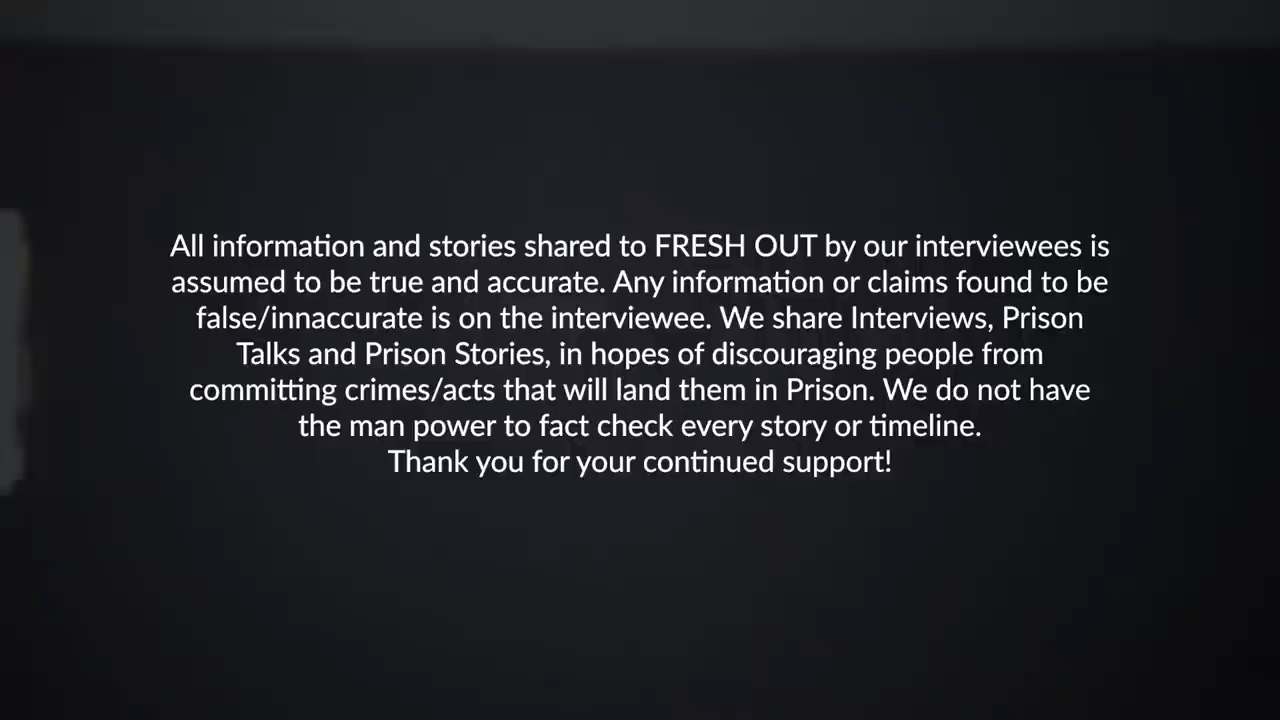 All information and stories shared to FRESH OUT by our interviewees is
assumed to be true and accurate. Any information or claims found to be
false/innaccurate is on the interviewee. We share Interviews, Prison
Talks and Prison Stories, in hopes of discouraging people from
committing crimes/acts that will land them in Prison. We do not have
the man power to fact check every story or timeline.
Thank you for your continued support!